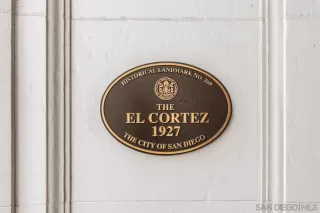 HISTORICAL LANDMARK NO. 269
THE
EL CORTEZ
1927
THE CITY OF SAN DIEGO
SAN DIEGO|MLS